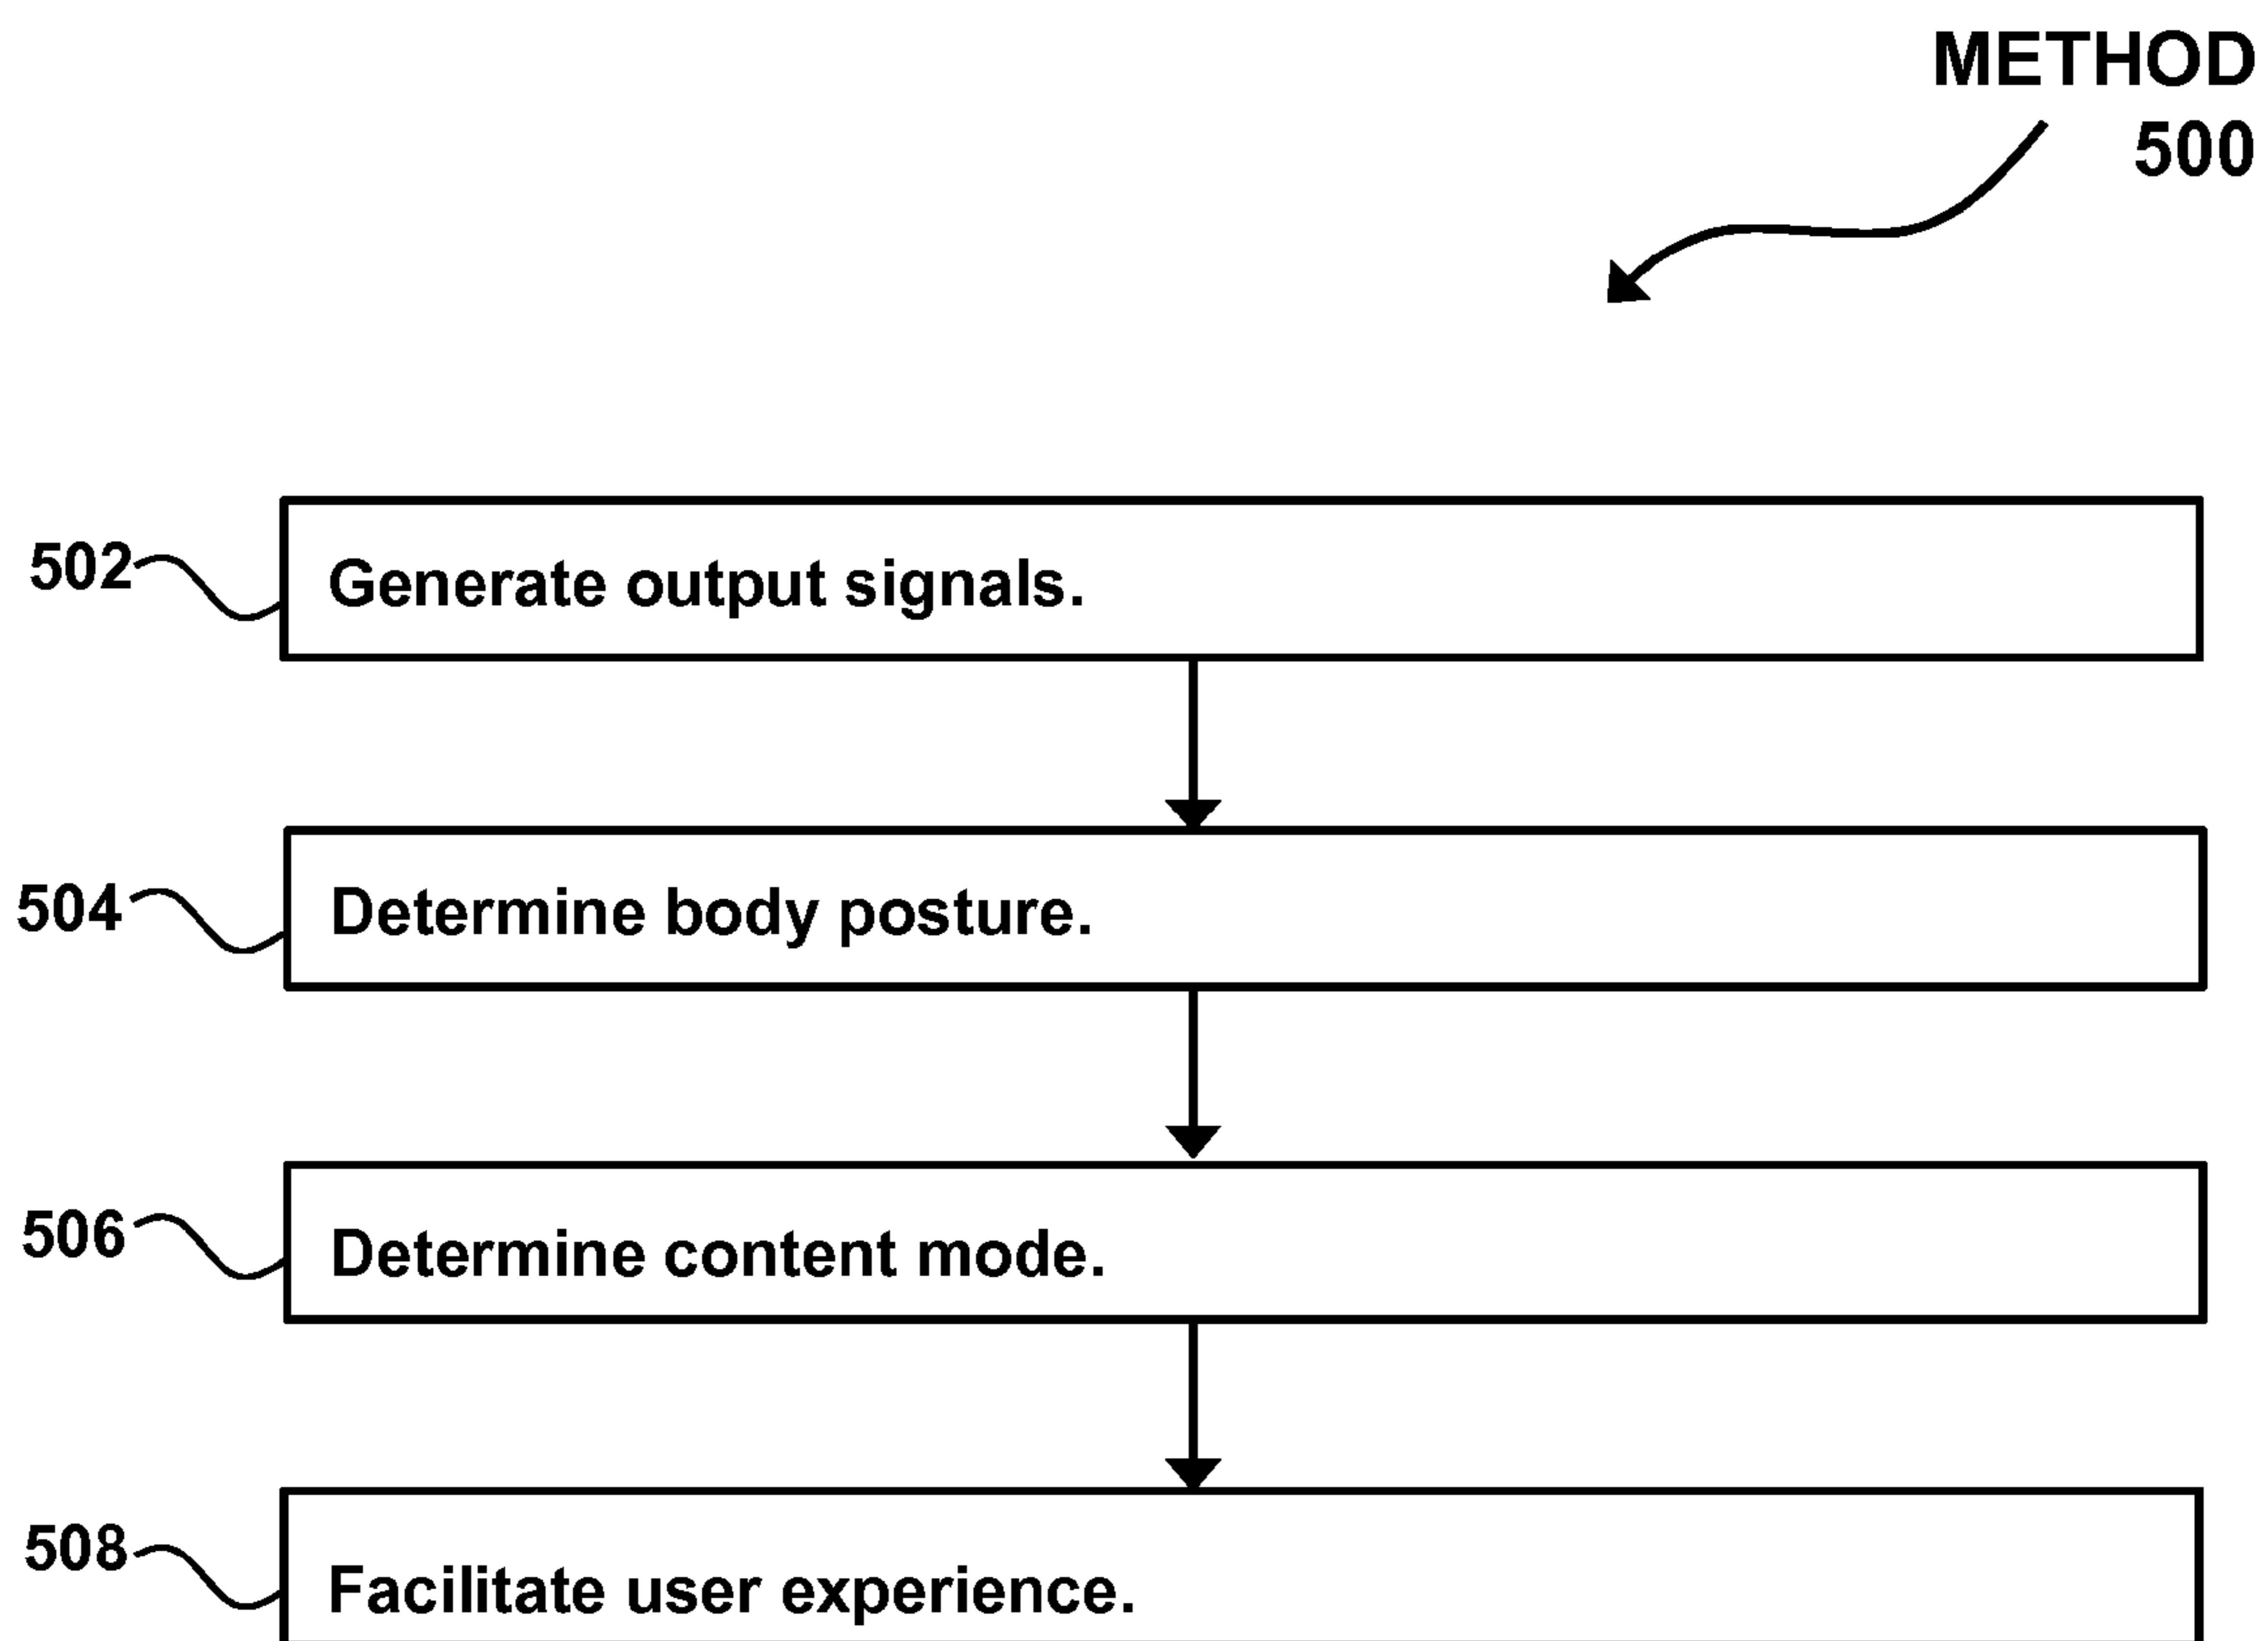 METHOD
500
502
Generate output signals.
504
Determine body posture.
506
Determine content mode.
508
Facilitate user experience.